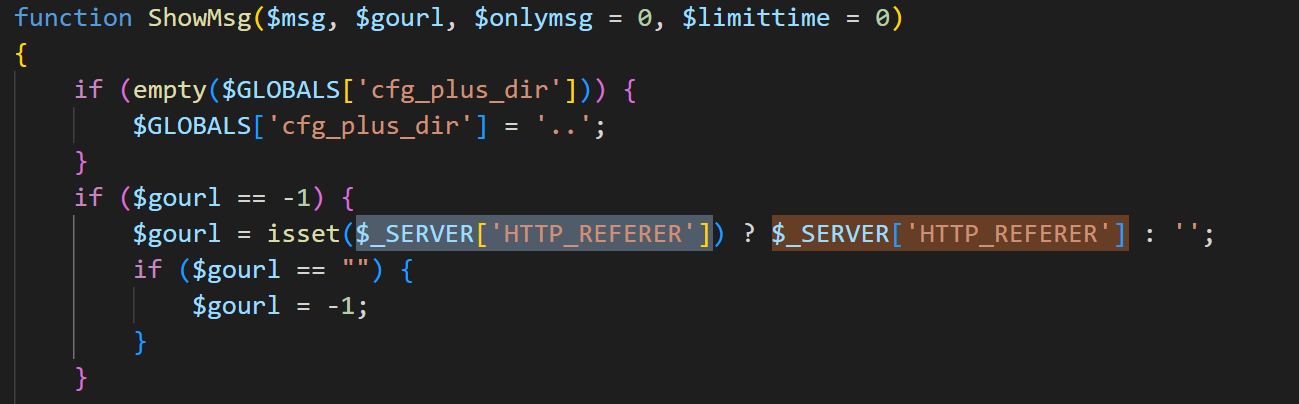 function ShowMsg($msg, $gourl, $onlymsg = 0, $limittime = 0)
{
    if (empty($GLOBALS['cfg_plus_dir'])) {
        $GLOBALS['cfg_plus_dir'] = '..';
    }
    if ($gourl == -1) {
        $gourl = isset($_SERVER['HTTP_REFERER']) ? $_SERVER['HTTP_REFERER'] : '';
        if ($gourl == "") {
            $gourl = -1;
        }
    }